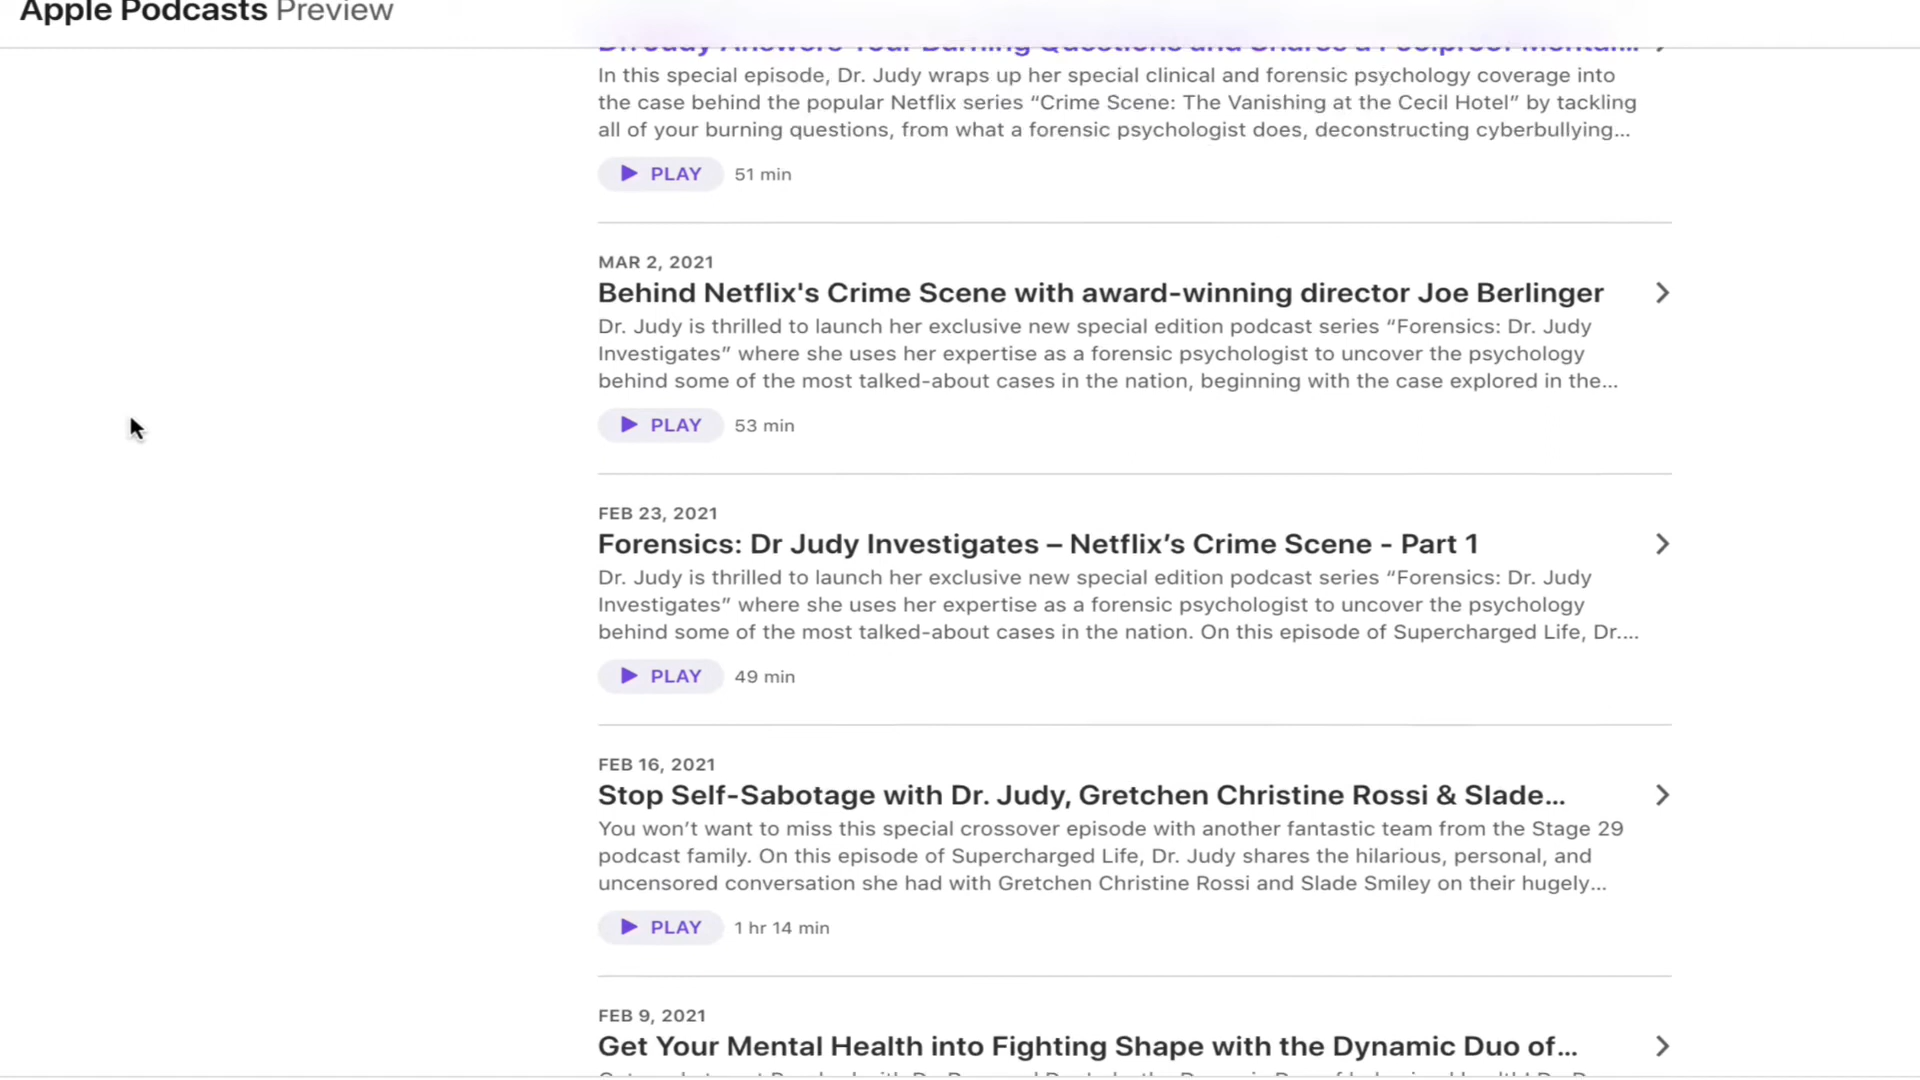 Apple Podcasts Preview
Dr. Judy Answers Your Burning Questions and Shares a Foolproof Mental...
In this special episode, Dr. Judy wraps up her special clinical and forensic psychology coverage into
the case behind the popular Netflix series “Crime Scene: The Vanishing at the Cecil Hotel” by tackling
all of your burning questions, from what a forensic psychologist does, deconstructing cyberbullying...
PLAY 51 min
MAR 2, 2021
Behind Netflix's Crime Scene with award-winning director Joe Berlinger
Dr. Judy is thrilled to launch her exclusive new special edition podcast series “Forensics: Dr. Judy
Investigates” where she uses her expertise as a forensic psychologist to uncover the psychology
behind some of the most talked-about cases in the nation, beginning with the case explored in the...
PLAY 53 min
FEB 23, 2021
Forensics: Dr Judy Investigates – Netflix’s Crime Scene - Part 1
Dr. Judy is thrilled to launch her exclusive new special edition podcast series “Forensics: Dr. Judy
Investigates” where she uses her expertise as a forensic psychologist to uncover the psychology
behind some of the most talked-about cases in the nation. On this episode of Supercharged Life, Dr....
PLAY 49 min
FEB 16, 2021
Stop Self-Sabotage with Dr. Judy, Gretchen Christine Rossi & Slade...
You won’t want to miss this special crossover episode with another fantastic team from the Stage 29
podcast family. On this episode of Supercharged Life, Dr. Judy shares the hilarious, personal, and
uncensored conversation she had with Gretchen Christine Rossi and Slade Smiley on their hugely...
PLAY 1 hr 14 min
FEB 9, 2021
Get Your Mental Health into Fighting Shape with the Dynamic Duo of...